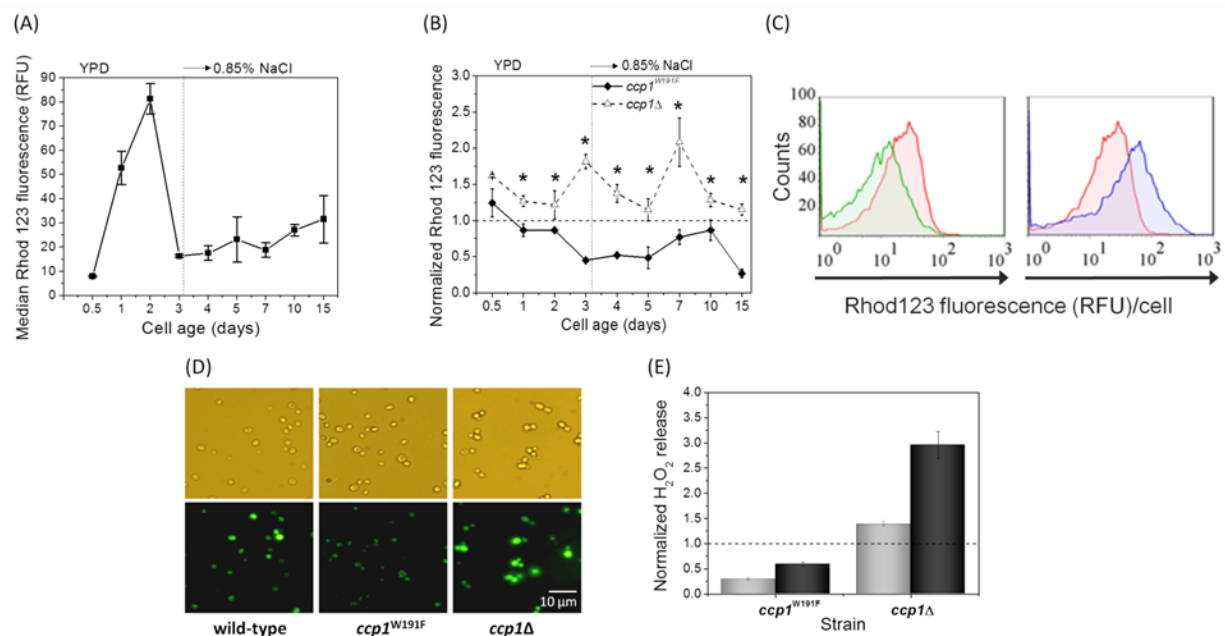 (A)
YPD
→0.85% NaCl
Median Rhod 123 fluorescence (RFU)
90
80
70
60
50
40
30
20
10
0
0.5 1 2 3 4 5 7 10 15
Cell age (days)
(B)
YPD
→0.85% NaCl
ccp1W191F
ccp1Δ
* * * * * * * *
Normalized Rhod 123 fluorescence
3.0
2.5
2.0
1.5
1.0
0.5
0.0
0.5 1 2 3 4 5 7 10 15
Cell age (days)
(C)
Counts
100
80
60
40
20
10⁰ 10¹ 10² 10³
10⁰ 10¹ 10² 10³
Rhod123 fluorescence (RFU)/cell
(D)
10 µm
wild-type ccp1W191F ccp1Δ
(E)
Normalized H₂O₂ release
4.0
3.5
3.0
2.5
2.0
1.5
1.0
0.5
0.0
ccp1W191F ccp1Δ
Strain